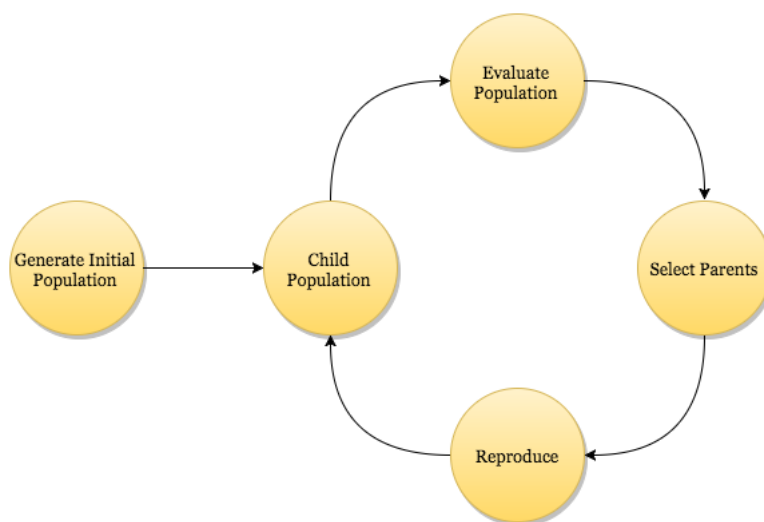 Evaluate
Population
Generate Initial
Population
Child
Population
Select Parents
Reproduce